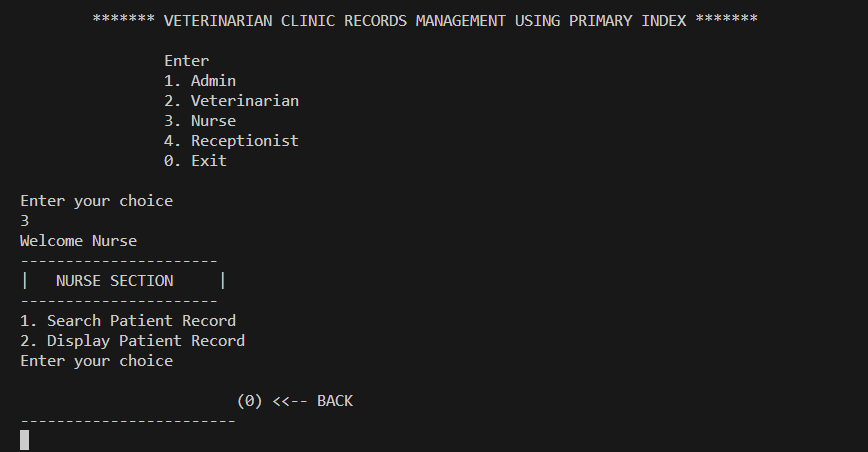 ******* VETERINARIAN CLINIC RECORDS MANAGEMENT USING PRIMARY INDEX *******
Enter
1. Admin
2. Veterinarian
3. Nurse
4. Receptionist
0. Exit
Enter your choice
3
Welcome Nurse
----------------------
|   NURSE SECTION     |
----------------------
1. Search Patient Record
2. Display Patient Record
Enter your choice
(0) <<-- BACK
------------------------